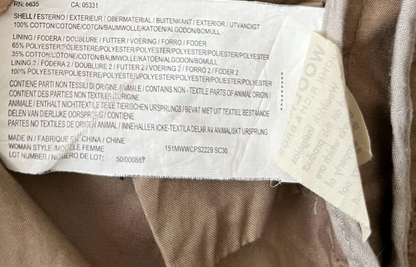 RN: 6635 CA: 05331
SHELL / ESTERNO / EXTERIEUR / OBERMATERIAL / BUITENKANT / EXTERIOR / UTVANDIGT
100% COTTON/COTONE/COTON/BAUMWOLLE/KATOEN/ALGODON/BOMULL
LINING / FODERA / DOUBLURE / FUTTER / VOERING / FORRO / FODER
65% POLYESTER/POLIESTERE/POLYESTER/POLYESTER/POLYESTER/POLIESTER/POLYESTER
35% COTTON/COTONE/COTON/BAUMWOLLE/KATOEN/ALGODON/BOMULL
LINING 2 / FODERA 2 / DOUBLURE 2 / FUTTER 2 / VOERING 2 / FORRO 2 / FODER 2
100% POLYESTER/POLIESTERE/POLYESTER/POLYESTER/POLYESTER/POLIESTER/POLYESTER
CONTIENE PARTI NON TESSILI DI ORIGINE ANIMALE / CONTAINS NON - TEXTILE PARTS OF ANIMAL ORIGIN /
CONTIENT DES PARTIES NON TEXTILES D'ORIGINE
ANIMALE / ENTHALT NICHTTEXTILE TEILE TIERISCHEN URSPRUNGS / BEVAT NIET UIT TEXTIEL BESTAANDE
DELEN VAN DIERLIJKE OORSPRONG / CONTIENE
PARTES NO TEXTILES DE ORIGEN ANIMAL / INNEHALLER ICKE-TEXTILA DELAR AV ANIMALISKT URSPRUNG
MADE IN / FABRIQUE EN CHINA / CHINE
WOMAN STYLE / MODELE FEMME 151MWWCPS2229 SC30
LOT NUMBER / NUMERO DE LOT: 50/000887